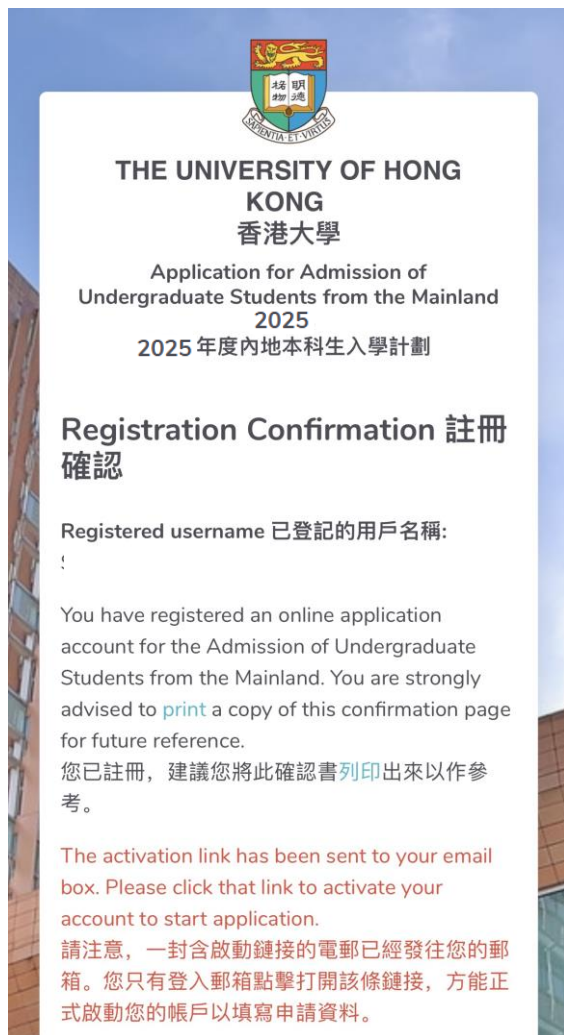 明德
格物
SAPIENTIA·ET·VIRTUS
THE UNIVERSITY OF HONG
KONG
香港大學
Application for Admission of
Undergraduate Students from the Mainland
2025
2025 年度內地本科生入學計劃
Registration Confirmation 註冊
確認
Registered username 已登記的用戶名稱:
You have registered an online application
account for the Admission of Undergraduate
Students from the Mainland. You are strongly
advised to print a copy of this confirmation page
for future reference.
您已註冊，建議您將此確認書列印出來以作參
考。
The activation link has been sent to your email
box. Please click that link to activate your
account to start application.
請注意，一封含啟動鏈接的電郵已經發往您的郵
箱。您只有登入郵箱點擊打開該條鏈接，方能正
式啟動您的帳戶以填寫申請資料。